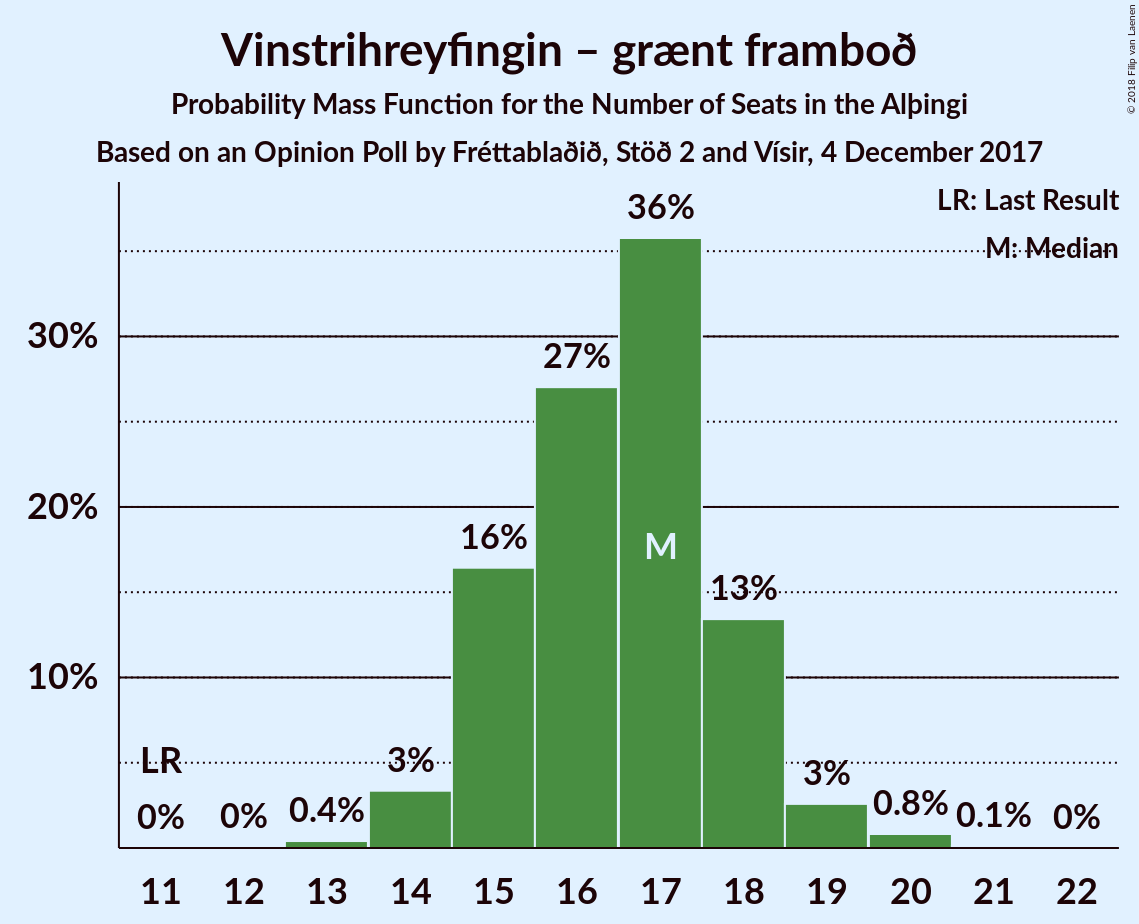 Vinstrihreyfingin – grænt framboð
Probability Mass Function for the Number of Seats in the Alþingi
Based on an Opinion Poll by Fréttablaðið, Stöð 2 and Vísir, 4 December 2017
© 2018 Filip van Laenen
LR: Last Result
M: Median
36%
30%
27%
20%
16%
M
13%
10%
LR
3%
3%
0%
0%
0.4%
0.8%
0.1%
0%
11 12 13 14 15 16 17 18 19 20 21 22